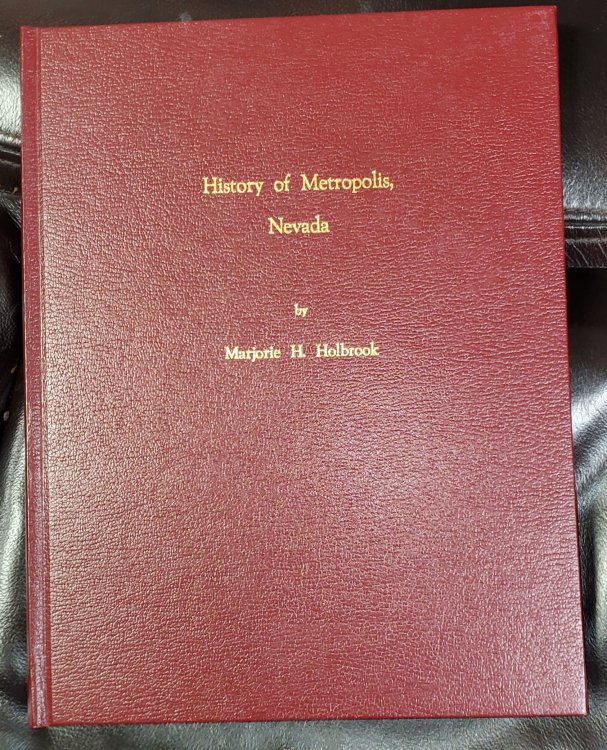 History of Metropolis,
Nevada
by
Marjorie H. Holbrook